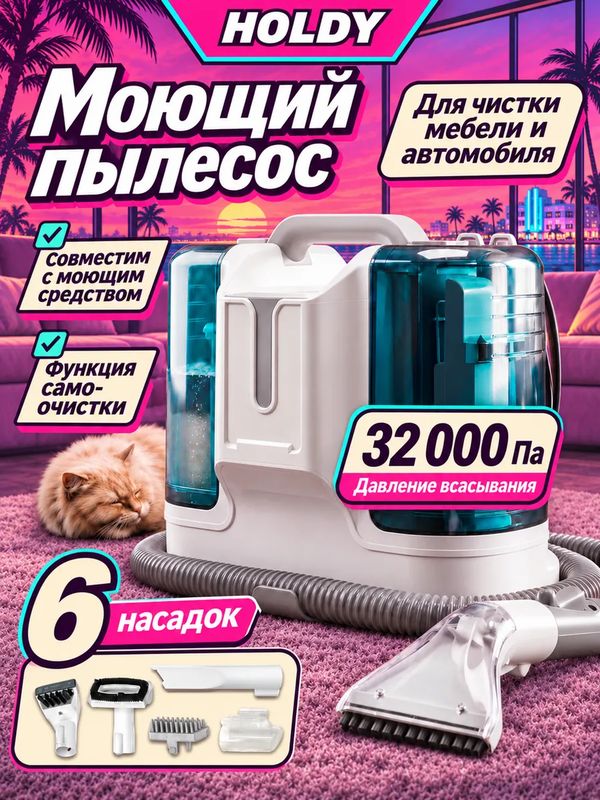 HOLDY
Моющий
пылесос
Для чистки
мебели и
автомобиля
Совместим
с моющим
средством
Функция
само-
очистки
32 000 Па
Давление всасывания
6 насадок